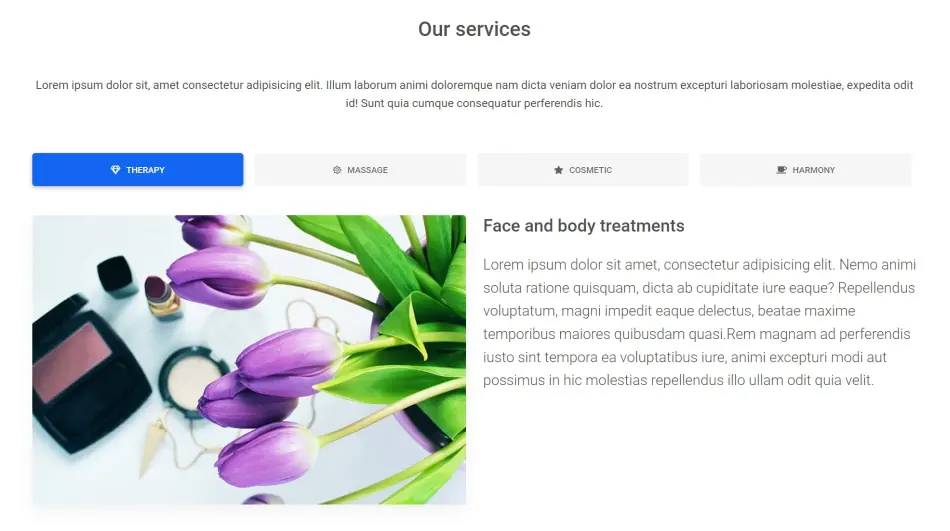 Our services
Lorem ipsum dolor sit, amet consectetur adipisicing elit. Illum laborum animi doloremque nam dicta veniam dolor ea nostrum excepturi laboriosam molestiae, expedita odit
id! Sunt quia cumque consequatur perferendis hic.
THERAPY
MASSAGE
COSMETIC
HARMONY
Face and body treatments
Lorem ipsum dolor sit amet, consectetur adipisicing elit. Nemo animi
soluta ratione quisquam, dicta ab cupiditate iure eaque? Repellendus
voluptatum, magni impedit eaque delectus, beatae maxime
temporibus maiores quibusdam quasi.Rem magnam ad perferendis
iusto sint tempora ea voluptatibus iure, animi excepturi modi aut
possimus in hic molestias repellendus illo ullam odit quia velit.